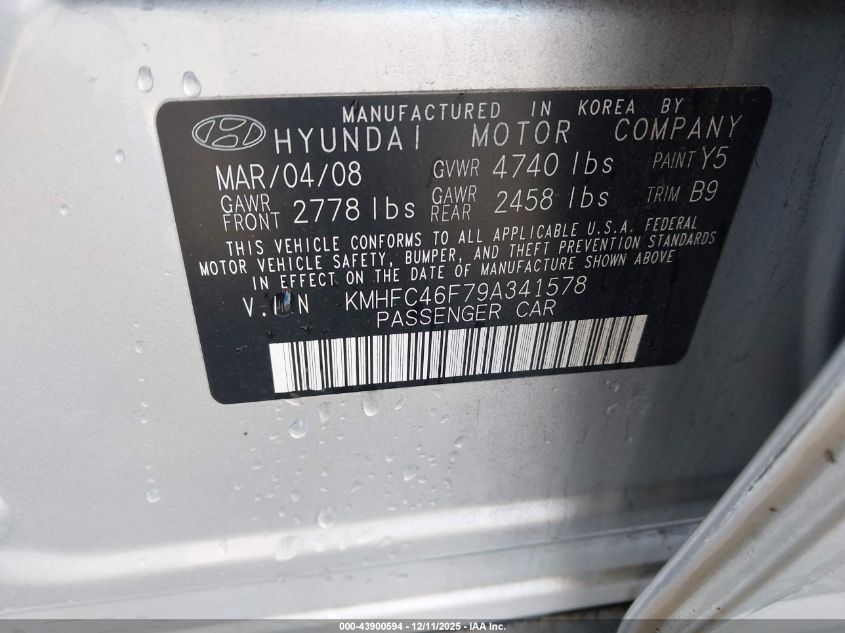 MANUFACTURED IN KOREA BY
HYUNDAI MOTOR COMPANY
MAR/04/08 GVWR 4740 lbs PAINT Y5
GAWR FRONT 2778 lbs GAWR REAR 2458 lbs TRIM B9
THIS VEHICLE CONFORMS TO ALL APPLICABLE U.S.A. FEDERAL
MOTOR VEHICLE SAFETY, BUMPER, AND THEFT PREVENTION STANDARDS
IN EFFECT ON THE DATE OF MANUFACTURE SHOWN ABOVE
V.I.N KMHFC46F79A341578
PASSENGER CAR
000-43900594 - 12/11/2025 - IAA Inc.